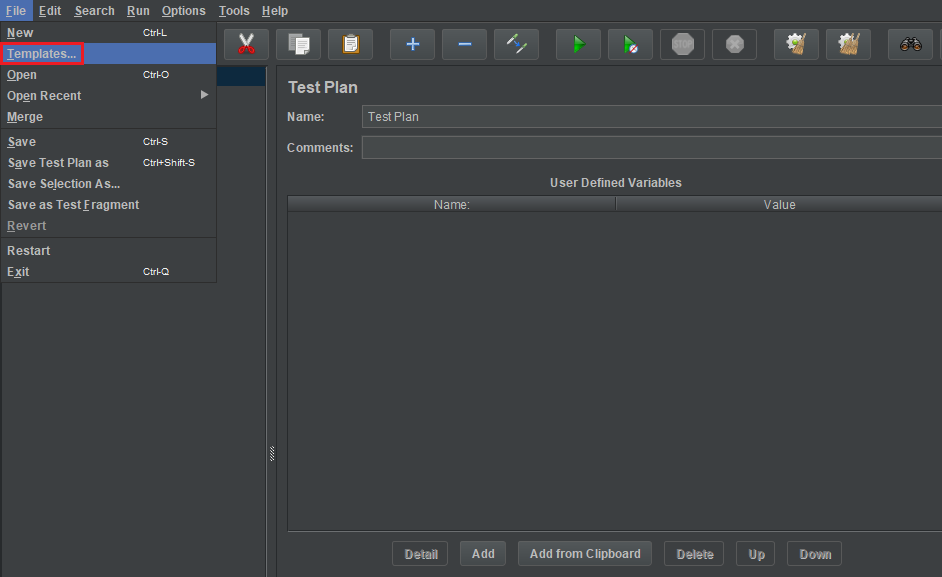 File Edit Search Run Options Tools Help
New Ctrl-L
Templates...
Open Ctrl-O
Open Recent
Merge
Save Ctrl-S
Save Test Plan as Ctrl+Shift-S
Save Selection As...
Save as Test Fragment
Revert
Restart
Exit Ctrl-Q
STOP
Test Plan
Name: Test Plan
Comments:
User Defined Variables
Name: Value
Detail Add Add from Clipboard Delete Up Down